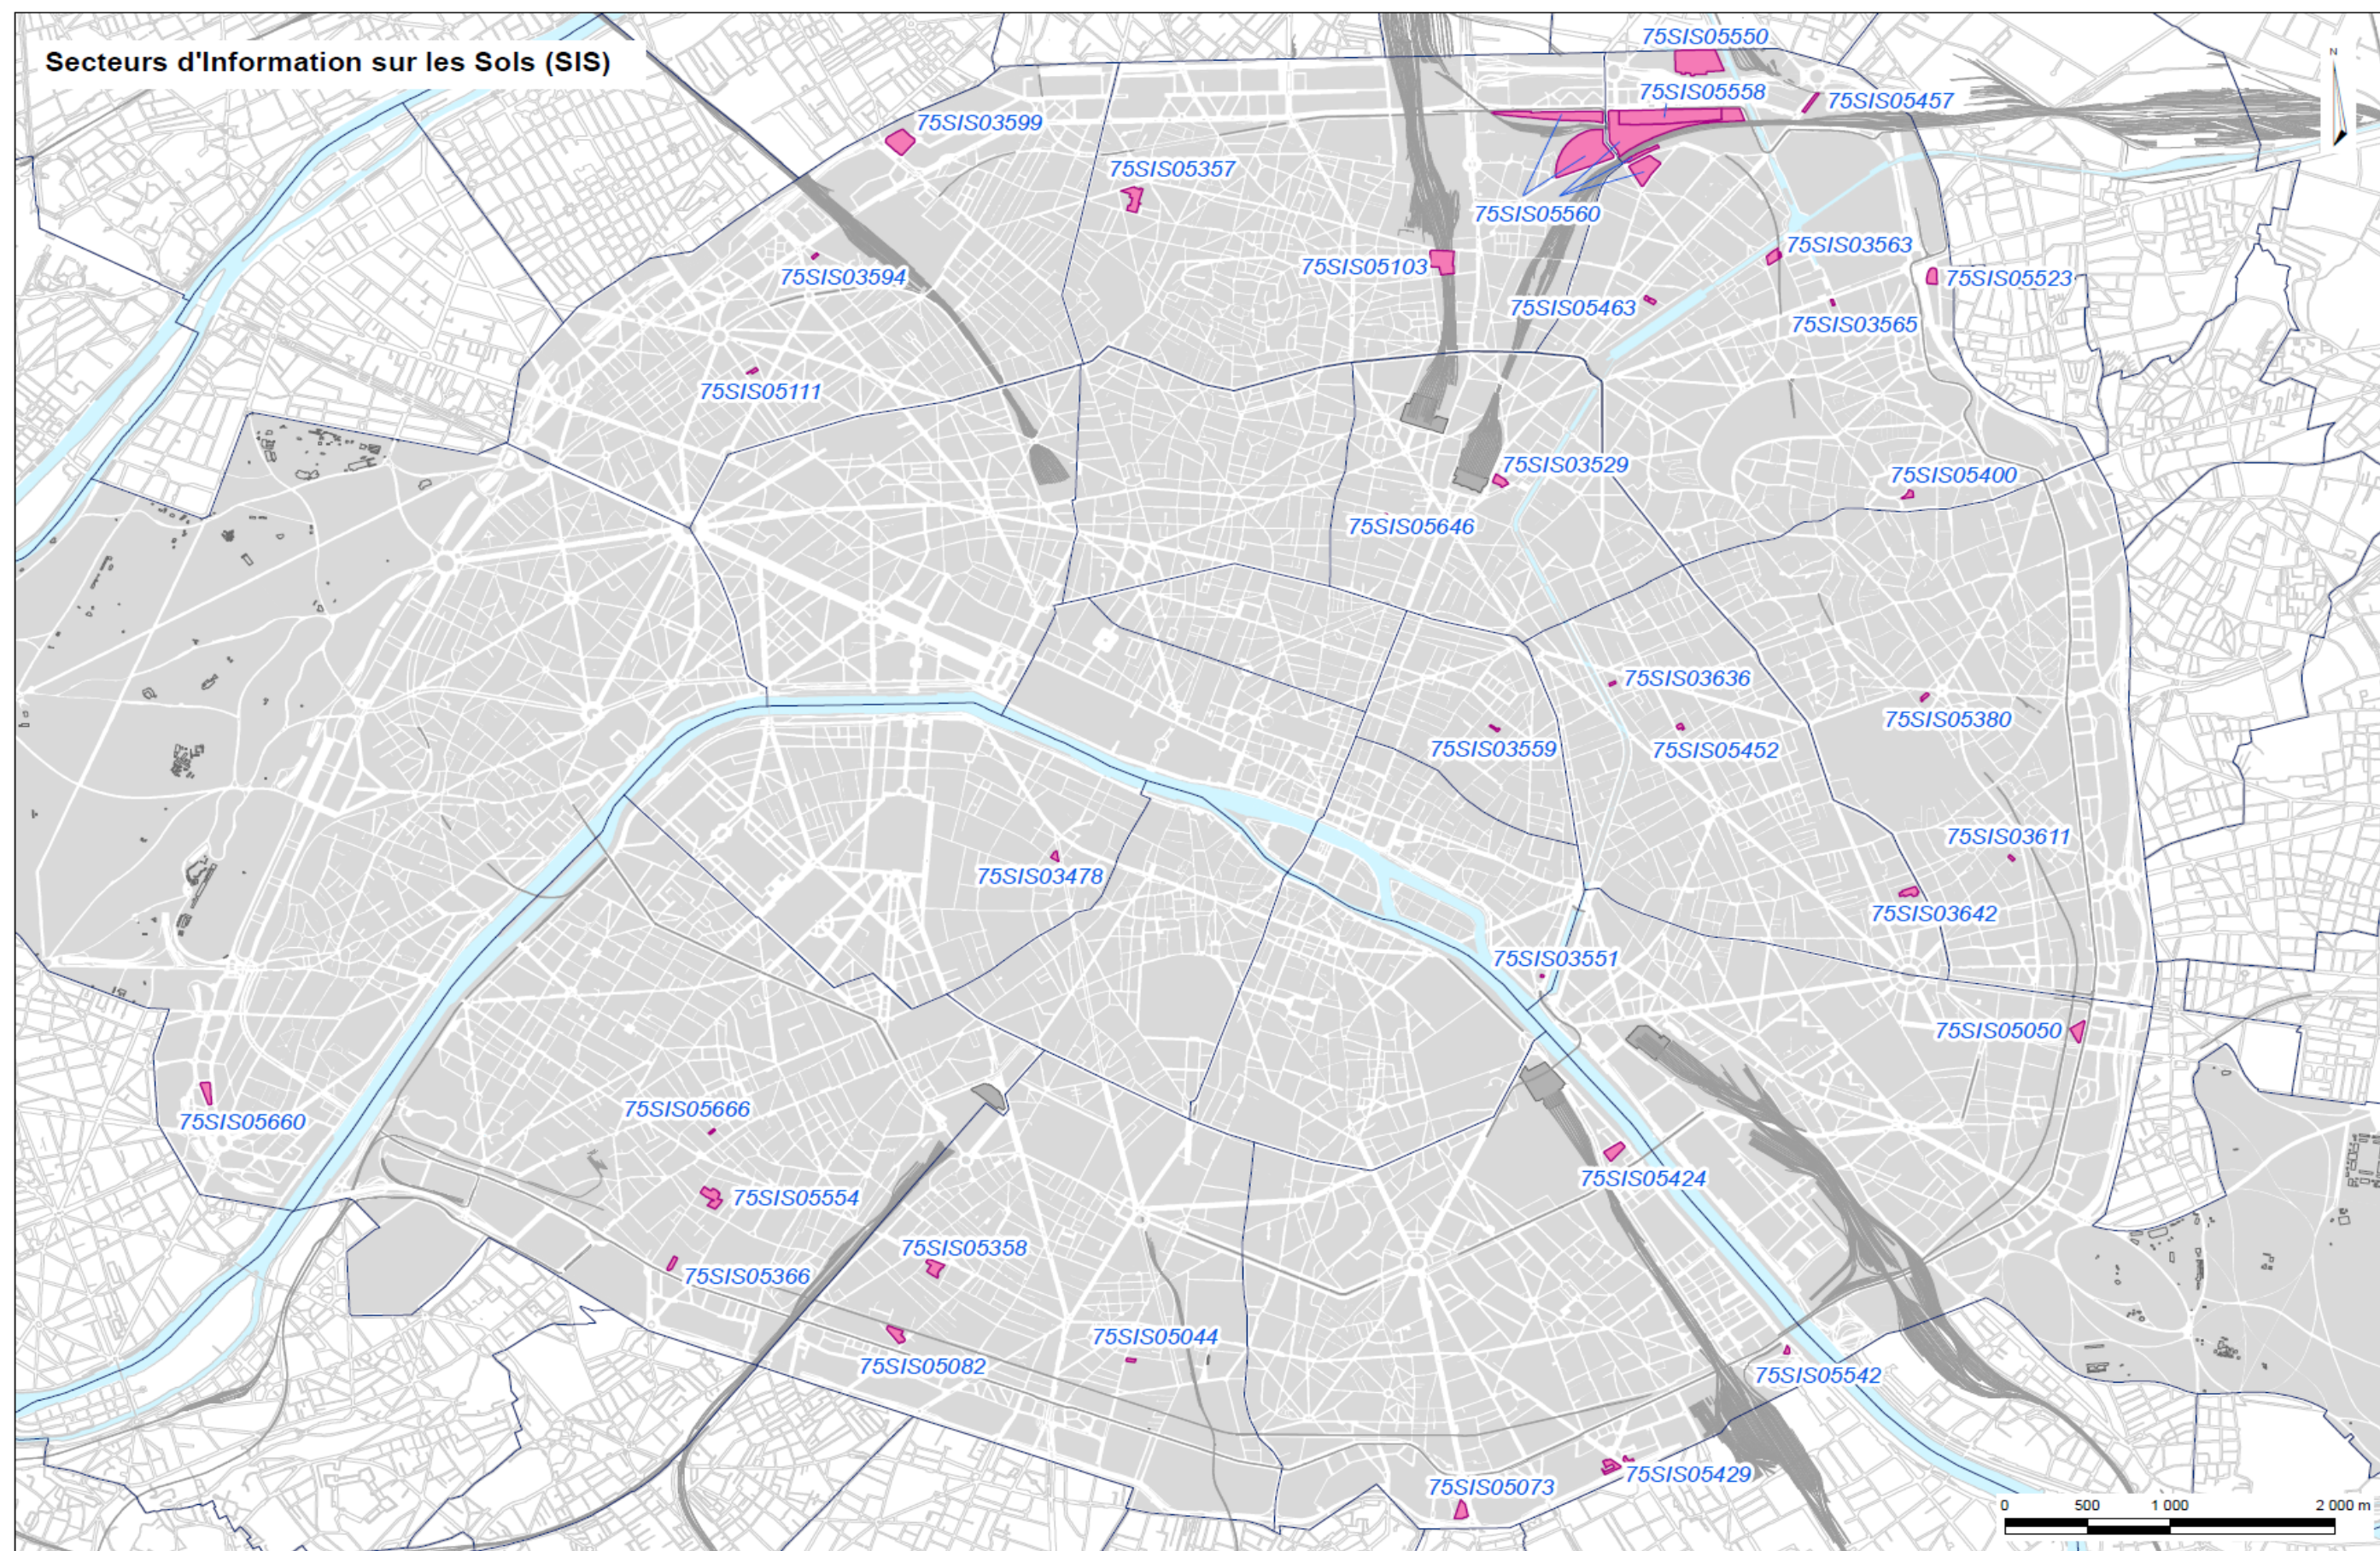 Secteurs d'Information sur les Sols (SIS)
N
75SIS05550
75SIS05558
75SIS05457
75SIS03599
75SIS05357
75SIS05560
75SIS03563
75SIS05103
75SIS03594
75SIS05523
75SIS05463
75SIS03565
75SIS05111
75SIS03529
75SIS05400
75SIS05646
75SIS03636
75SIS05380
75SIS03559
75SIS05452
75SIS03611
75SIS03478
75SIS03642
75SIS03551
75SIS05050
75SIS05660
75SIS05666
75SIS05424
75SIS05554
75SIS05358
75SIS05366
75SIS05044
75SIS05082
75SIS05542
75SIS05429
75SIS05073
0 500 1 000 2 000 m